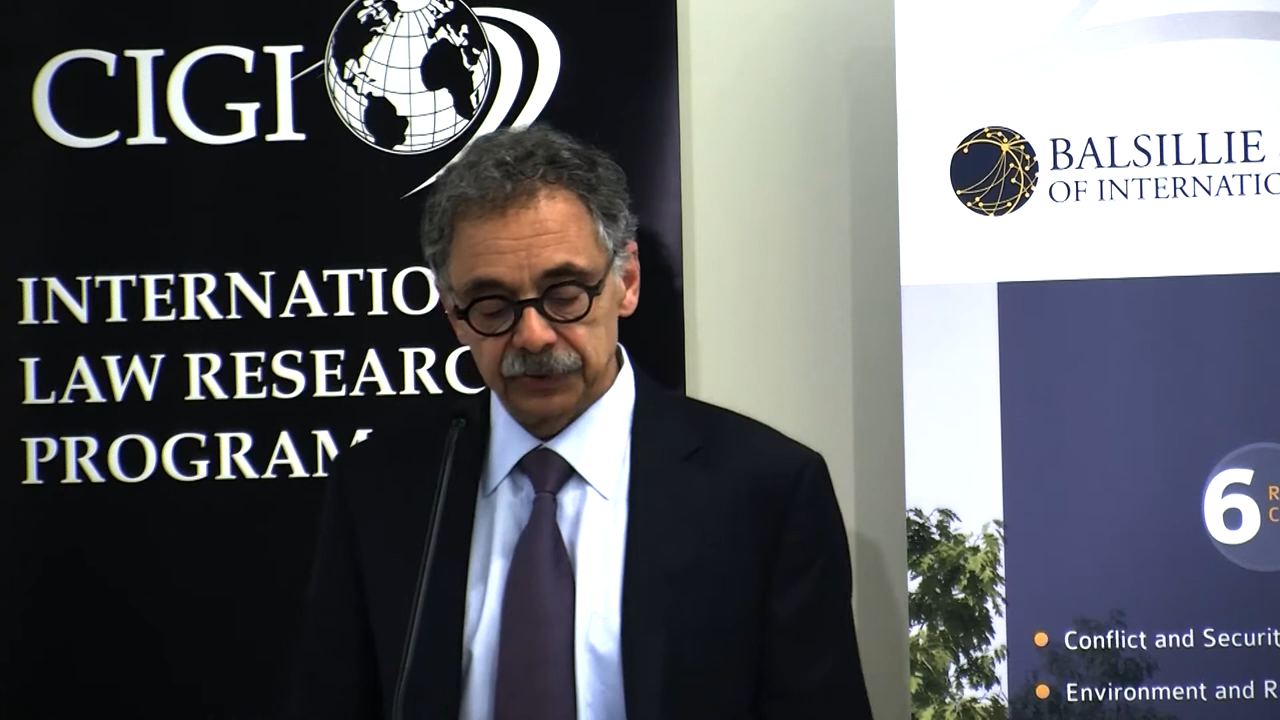 CIGI
INTERNATIO
LAW RESEARC
PROGRAM
BALSILLIE
OF INTERNATIO
6
Conflict and Securit
Environment and R